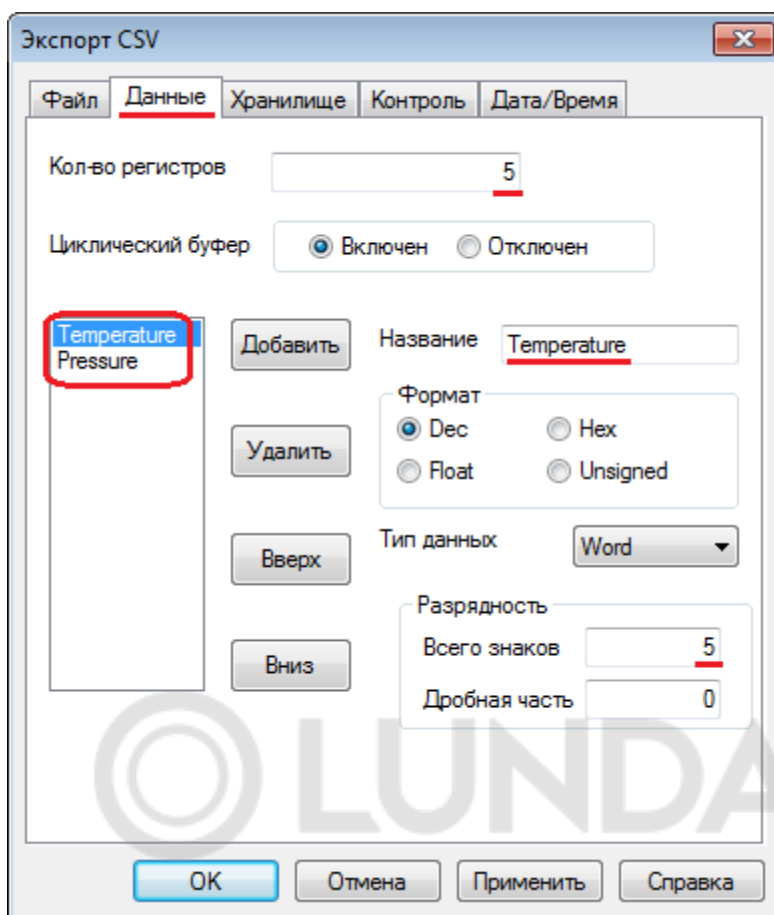 Экспорт CSV
Файл Данные Хранилище Контроль Дата/Время
Кол-во регистров 5
Циклический буфер Включен Отключен
Temperature
Pressure
Добавить
Удалить
Вверх
Вниз
Название Temperature
Формат
Dec Hex
Float Unsigned
Тип данных Word
Разрядность
Всего знаков 5
Дробная часть 0
LUNDA
OK Отмена Применить Справка